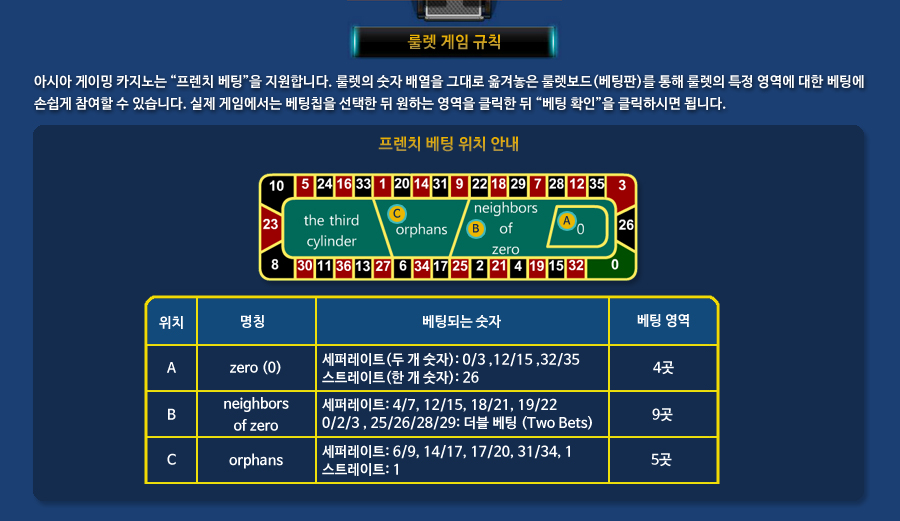 룰렛 게임 규칙
아시아 게이밍 카지노는 “프렌치 베팅”을 지원합니다. 룰렛의 숫자 배열을 그대로 옮겨놓은 룰렛보드(베팅판)를 통해 룰렛의 특정 영역에 대한 베팅에
손쉽게 참여할 수 있습니다. 실제 게임에서는 베팅칩을 선택한 뒤 원하는 영역을 클릭한 뒤 “베팅 확인”을 클릭하시면 됩니다.
프렌치 베팅 위치 안내
10 5 24 16 33 1 20 14 31 9 22 18 29 7 28 12 35 3
23 the third cylinder C orphans B neighbors of zero A 0 26
8 30 11 36 13 27 6 34 17 25 2 21 4 19 15 32 0
위치 명칭 베팅되는 숫자 베팅 영역
A zero (0) 세퍼레이트(두 개 숫자): 0/3 ,12/15 ,32/35 4곳
스트레이트(한 개 숫자): 26
B neighbors of zero 세퍼레이트: 4/7, 12/15, 18/21, 19/22 9곳
0/2/3 , 25/26/28/29: 더블 베팅 (Two Bets)
C orphans 세퍼레이트: 6/9, 14/17, 17/20, 31/34, 1 5곳
스트레이트: 1